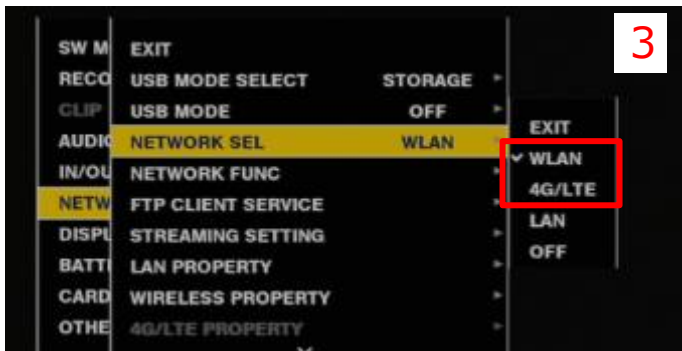 3
SW M
RECO
CLIP
AUDIO
IN/OU
NETW
DISPL
BATTI
CARD
OTHE
EXIT
USB MODE SELECT STORAGE
USB MODE OFF
NETWORK SEL WLAN
NETWORK FUNC
FTP CLIENT SERVICE
STREAMING SETTING
LAN PROPERTY
WIRELESS PROPERTY
4G/LTE PROPERTY
EXIT
WLAN
4G/LTE
LAN
OFF